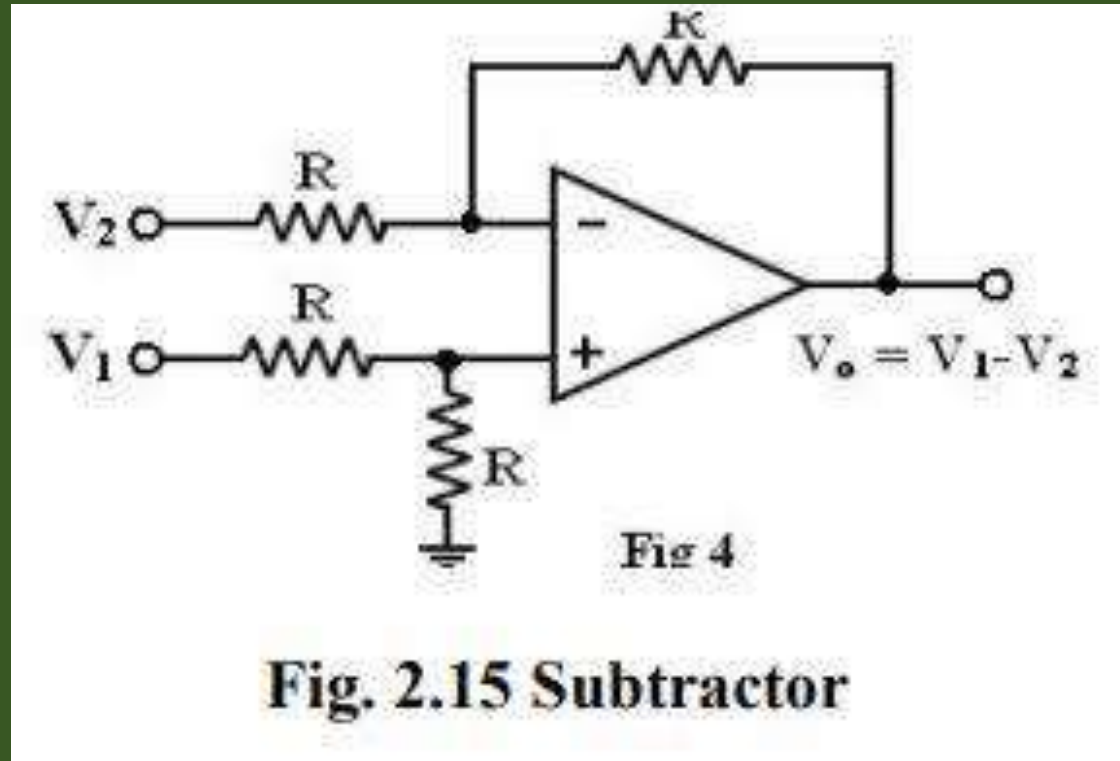 R
R
V₂
R
V₁
- 
+
Vₒ = V₁-V₂
R
Fig 4
Fig. 2.15 Subtractor